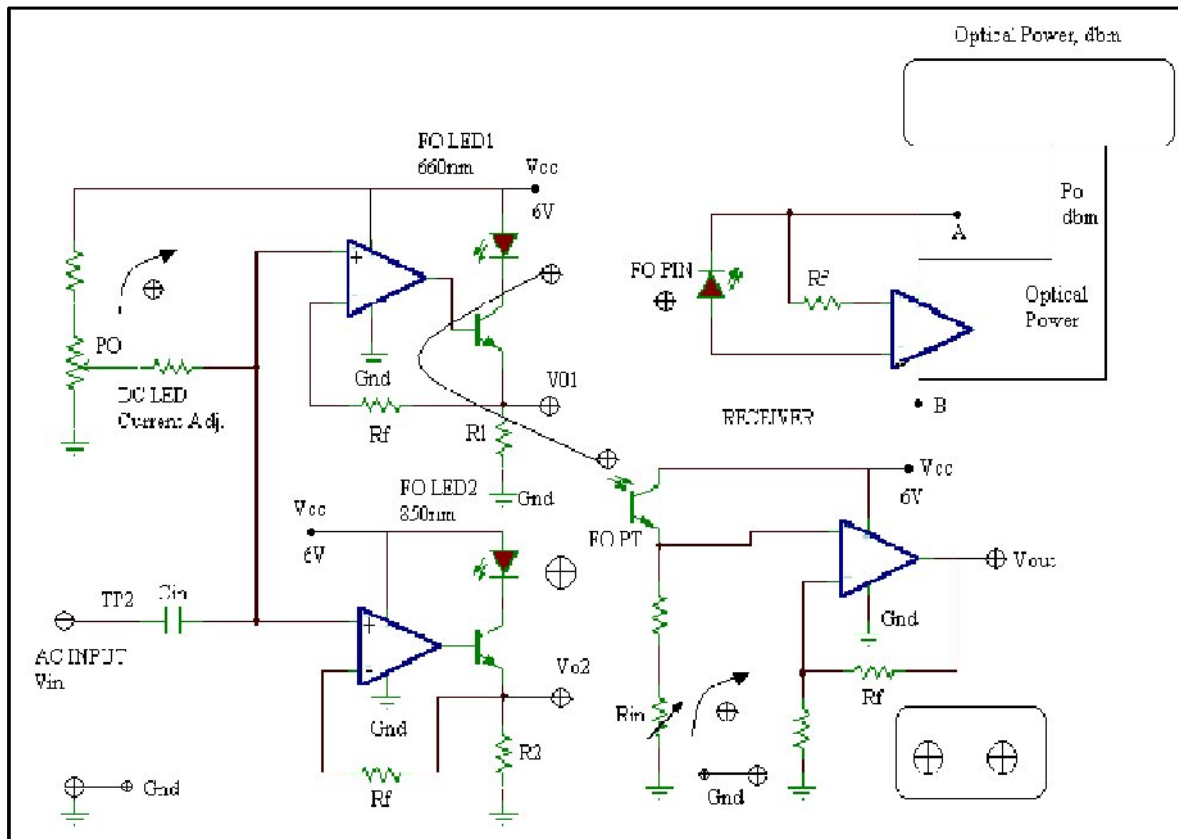 Optical Power, dbm
FO LED1
660nm
Vcc
6V
Po
dbm
A
FO PIN
Rf
Optical
Power
+
-
PO
DC LED
Current Adj.
Gnd
V01
Rf
R1
B
RECEIVER
Gnd
FO LED2
850nm
Vcc
6V
Vcc
6V
FO PT
Vout
TP2
Cin
+
-
Gnd
AC INPUT
Vin
Vo2
Gnd
Rin
Rf
R2
Gnd
Rf
Gnd